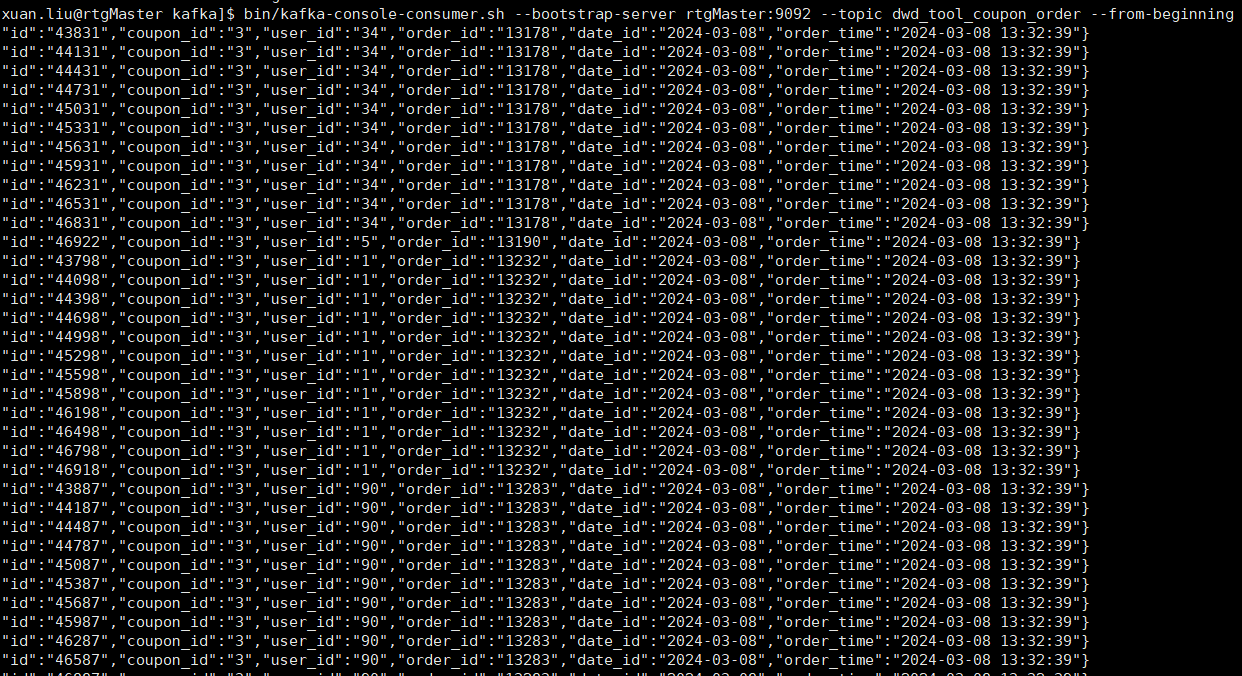 xuan.liu@rtgMaster kafka]$ bin/kafka-console-consumer.sh --bootstrap-server rtgMaster:9092 --topic dwd_tool_coupon_order --from-beginning
"id":"43831","coupon_id":"3","user_id":"34","order_id":"13178","date_id":"2024-03-08","order_time":"2024-03-08 13:32:39"}
"id":"44131","coupon_id":"3","user_id":"34","order_id":"13178","date_id":"2024-03-08","order_time":"2024-03-08 13:32:39"}
"id":"44431","coupon_id":"3","user_id":"34","order_id":"13178","date_id":"2024-03-08","order_time":"2024-03-08 13:32:39"}
"id":"44731","coupon_id":"3","user_id":"34","order_id":"13178","date_id":"2024-03-08","order_time":"2024-03-08 13:32:39"}
"id":"45031","coupon_id":"3","user_id":"34","order_id":"13178","date_id":"2024-03-08","order_time":"2024-03-08 13:32:39"}
"id":"45331","coupon_id":"3","user_id":"34","order_id":"13178","date_id":"2024-03-08","order_time":"2024-03-08 13:32:39"}
"id":"45631","coupon_id":"3","user_id":"34","order_id":"13178","date_id":"2024-03-08","order_time":"2024-03-08 13:32:39"}
"id":"45931","coupon_id":"3","user_id":"34","order_id":"13178","date_id":"2024-03-08","order_time":"2024-03-08 13:32:39"}
"id":"46231","coupon_id":"3","user_id":"34","order_id":"13178","date_id":"2024-03-08","order_time":"2024-03-08 13:32:39"}
"id":"46531","coupon_id":"3","user_id":"34","order_id":"13178","date_id":"2024-03-08","order_time":"2024-03-08 13:32:39"}
"id":"46831","coupon_id":"3","user_id":"34","order_id":"13178","date_id":"2024-03-08","order_time":"2024-03-08 13:32:39"}
"id":"46922","coupon_id":"3","user_id":"5","order_id":"13190","date_id":"2024-03-08","order_time":"2024-03-08 13:32:39"}
"id":"43798","coupon_id":"3","user_id":"1","order_id":"13232","date_id":"2024-03-08","order_time":"2024-03-08 13:32:39"}
"id":"44098","coupon_id":"3","user_id":"1","order_id":"13232","date_id":"2024-03-08","order_time":"2024-03-08 13:32:39"}
"id":"44398","coupon_id":"3","user_id":"1","order_id":"13232","date_id":"2024-03-08","order_time":"2024-03-08 13:32:39"}
"id":"44698","coupon_id":"3","user_id":"1","order_id":"13232","date_id":"2024-03-08","order_time":"2024-03-08 13:32:39"}
"id":"44998","coupon_id":"3","user_id":"1","order_id":"13232","date_id":"2024-03-08","order_time":"2024-03-08 13:32:39"}
"id":"45298","coupon_id":"3","user_id":"1","order_id":"13232","date_id":"2024-03-08","order_time":"2024-03-08 13:32:39"}
"id":"45598","coupon_id":"3","user_id":"1","order_id":"13232","date_id":"2024-03-08","order_time":"2024-03-08 13:32:39"}
"id":"45898","coupon_id":"3","user_id":"1","order_id":"13232","date_id":"2024-03-08","order_time":"2024-03-08 13:32:39"}
"id":"46198","coupon_id":"3","user_id":"1","order_id":"13232","date_id":"2024-03-08","order_time":"2024-03-08 13:32:39"}
"id":"46498","coupon_id":"3","user_id":"1","order_id":"13232","date_id":"2024-03-08","order_time":"2024-03-08 13:32:39"}
"id":"46798","coupon_id":"3","user_id":"1","order_id":"13232","date_id":"2024-03-08","order_time":"2024-03-08 13:32:39"}
"id":"46918","coupon_id":"3","user_id":"1","order_id":"13232","date_id":"2024-03-08","order_time":"2024-03-08 13:32:39"}
"id":"43887","coupon_id":"3","user_id":"90","order_id":"13283","date_id":"2024-03-08","order_time":"2024-03-08 13:32:39"}
"id":"44187","coupon_id":"3","user_id":"90","order_id":"13283","date_id":"2024-03-08","order_time":"2024-03-08 13:32:39"}
"id":"44487","coupon_id":"3","user_id":"90","order_id":"13283","date_id":"2024-03-08","order_time":"2024-03-08 13:32:39"}
"id":"44787","coupon_id":"3","user_id":"90","order_id":"13283","date_id":"2024-03-08","order_time":"2024-03-08 13:32:39"}
"id":"45087","coupon_id":"3","user_id":"90","order_id":"13283","date_id":"2024-03-08","order_time":"2024-03-08 13:32:39"}
"id":"45387","coupon_id":"3","user_id":"90","order_id":"13283","date_id":"2024-03-08","order_time":"2024-03-08 13:32:39"}
"id":"45687","coupon_id":"3","user_id":"90","order_id":"13283","date_id":"2024-03-08","order_time":"2024-03-08 13:32:39"}
"id":"45987","coupon_id":"3","user_id":"90","order_id":"13283","date_id":"2024-03-08","order_time":"2024-03-08 13:32:39"}
"id":"46287","coupon_id":"3","user_id":"90","order_id":"13283","date_id":"2024-03-08","order_time":"2024-03-08 13:32:39"}
"id":"46587","coupon_id":"3","user_id":"90","order_id":"13283","date_id":"2024-03-08","order_time":"2024-03-08 13:32:39"}